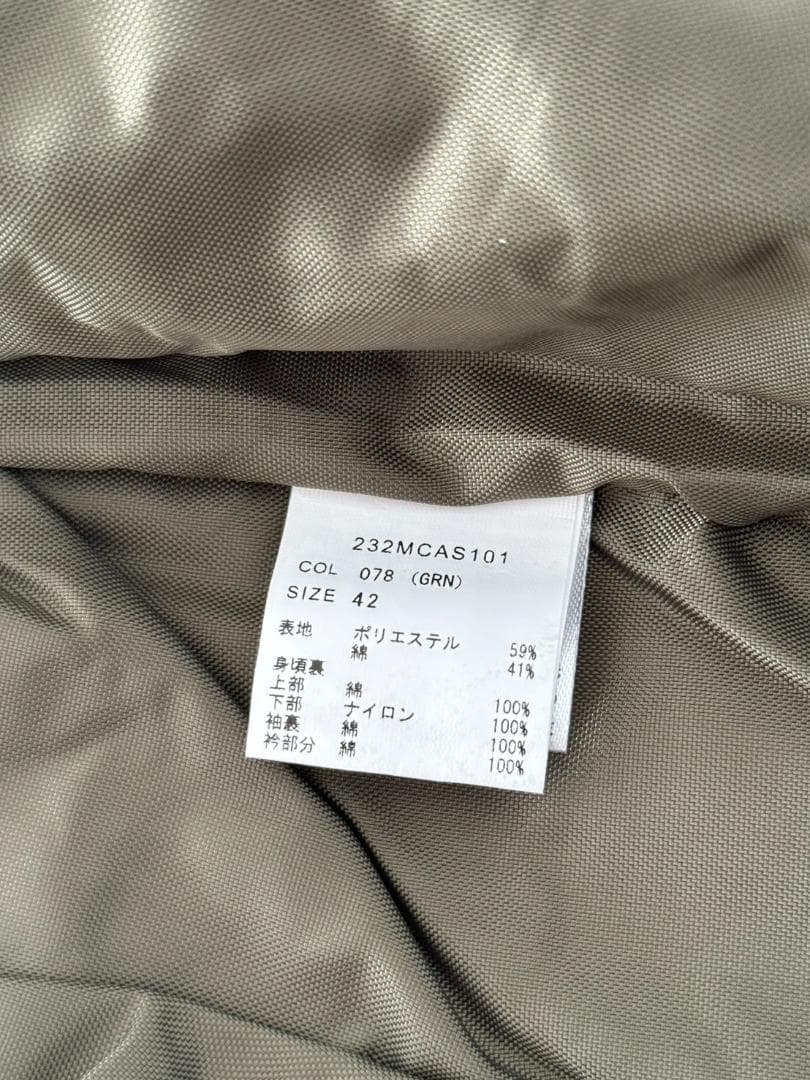 232MCAS101
COL 078 (GRN)
SIZE 42
表地 ポリエステル 59%
綿 41%
身頃裏
上部 綿 100%
下部 ナイロン 100%
袖裏 綿 100%
衿部分 綿 100%